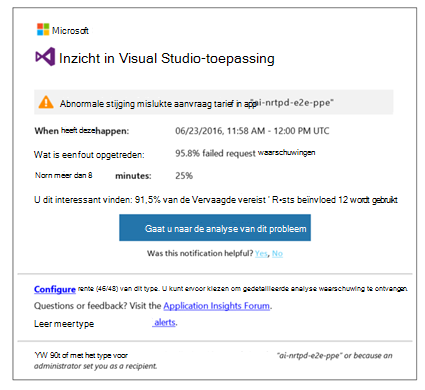 Microsoft
Inzicht in Visual Studio-toepassing
Abnormale stijging mislukte aanvraag tarief in app "ai-nrtpd-e2e-ppe"
When heeft deze happen: 06/23/2016, 11:58 AM - 12:00 PM UTC
Wat is een fout opgetreden: 95.8% failed request waarschuwingen
Norn meer dan 8 minutes: 25%
U dit interessant vinden: 91,5% van de Vervaagde vereist ' R•sts beïnvloed 12 wordt gebruikt
Gaat u naar de analyse van dit probleem
Was this notification helpful? Yes, No
Configure rente (46/48) van dit type. U kunt ervoor kiezen om gedetailleerde analyse waarschuwing te ontvangen.
Questions or feedback? Visit the Application Insights Forum.
Leer meertype alerts.
YW 90t of met het type voor "ai-nrtpd-e2e-ppe" or because an
administrator set you as a recipient.